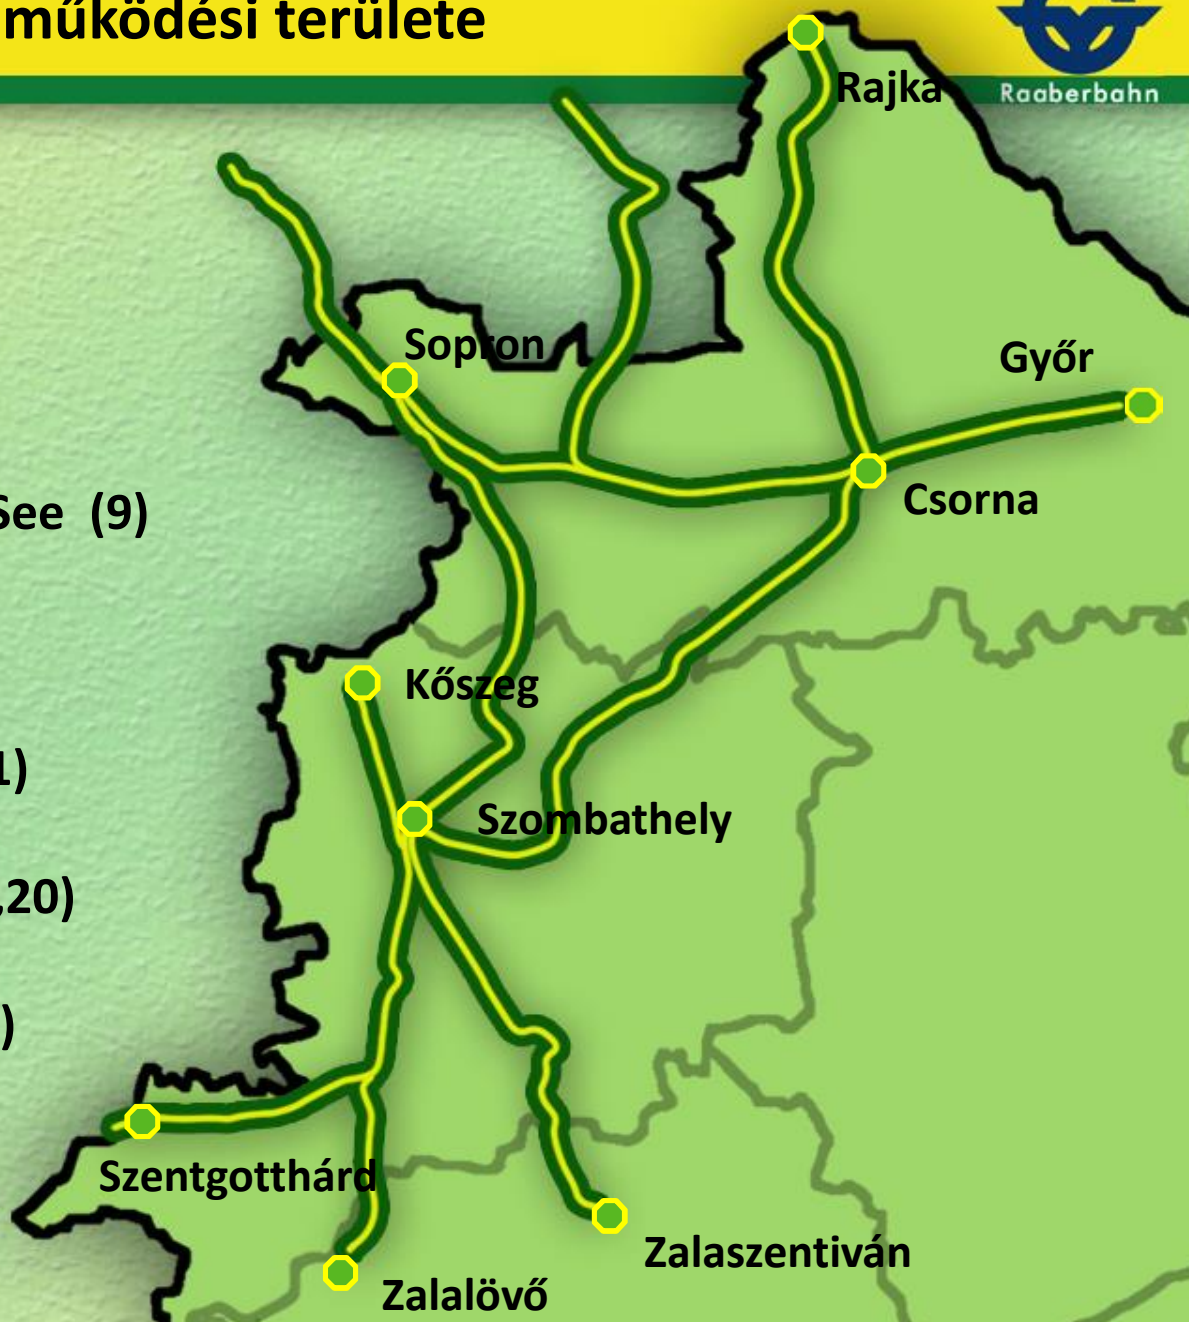 működési területe
Raaberbahn
Rajka
Sopron
Győr
Csorna
See (9)
Kőszeg
1)
Szombathely
,20)
)
Szentgotthárd
Zalaszentiván
Zalalövő